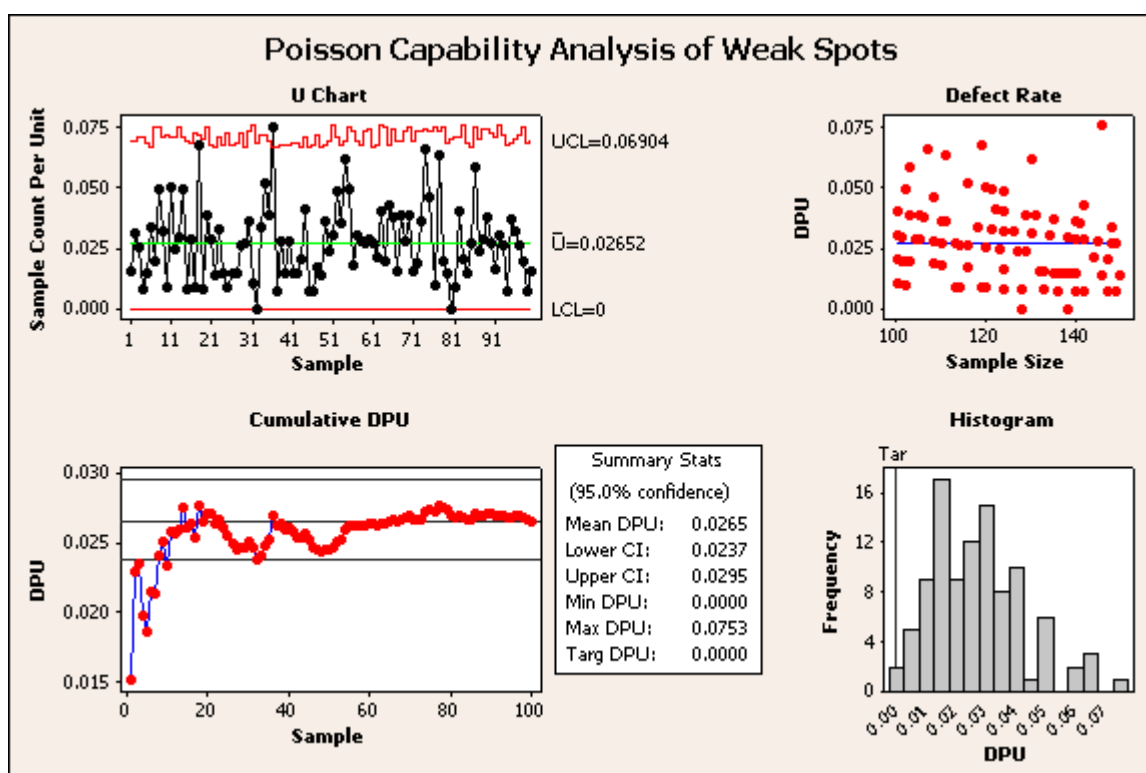 Poisson Capability Analysis of Weak Spots
U Chart
Sample Count Per Unit
0.075
0.050
0.025
0.000
UCL=0.06904
U̅=0.02652
LCL=0
1 11 21 31 41 51 61 71 81 91
Sample
Defect Rate
DPU
0.075
0.050
0.025
0.000
100 120 140
Sample Size
Cumulative DPU
DPU
0.030
0.025
0.020
0.015
0 20 40 60 80 100
Sample
Summary Stats
(95.0% confidence)
Mean DPU: 0.0265
Lower CI: 0.0237
Upper CI: 0.0295
Min DPU: 0.0000
Max DPU: 0.0753
Targ DPU: 0.0000
Histogram
Tar
Frequency
16
12
8
4
0
0.00 0.01 0.02 0.03 0.04 0.05 0.06 0.07
DPU